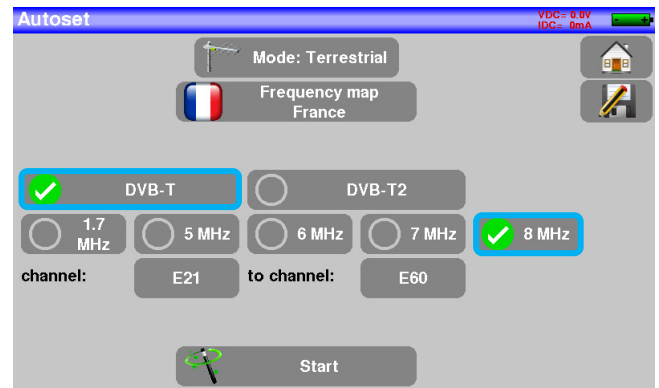 Autoset
VDC= 0.0V
IDC= 0mA
Mode: Terrestrial
Frequency map
France
DVB-T
DVB-T2
1.7
MHz
5 MHz
6 MHz
7 MHz
8 MHz
channel:
E21
to channel:
E60
Start